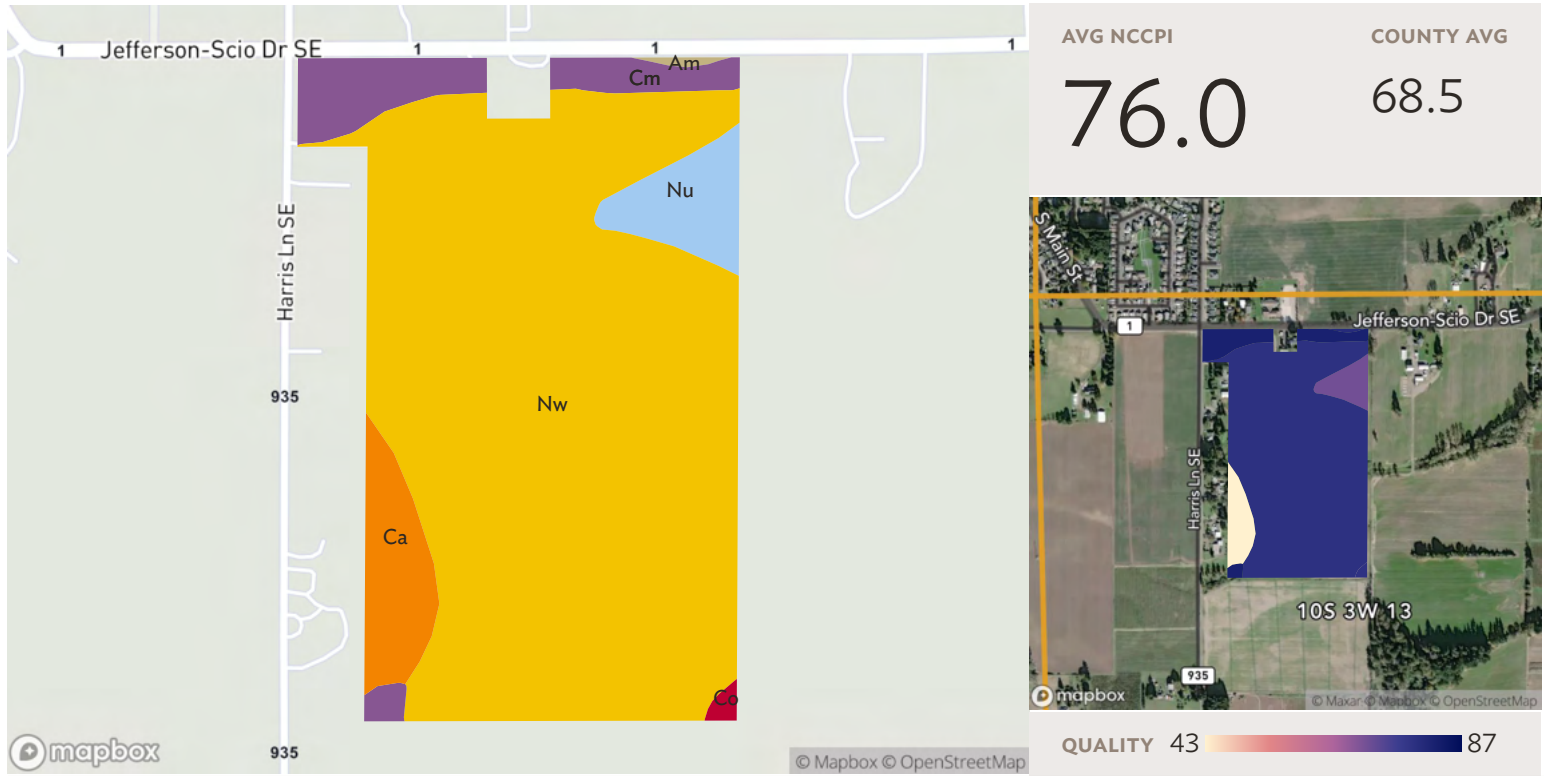 1 Jefferson-Scio Dr SE 1 1 1
Am
Cm
Nu
Harris Ln SE
935
Nw
Ca
Co
935
mapbox
© Mapbox © OpenStreetMap
AVG NCCPI COUNTY AVG
76.0 68.5
S Main St
1
Jefferson-Scio Dr SE
Harris Ln SE
10S 3W 13
935
mapbox
© Maxar © Mapbox © OpenStreetMap
QUALITY 43 87